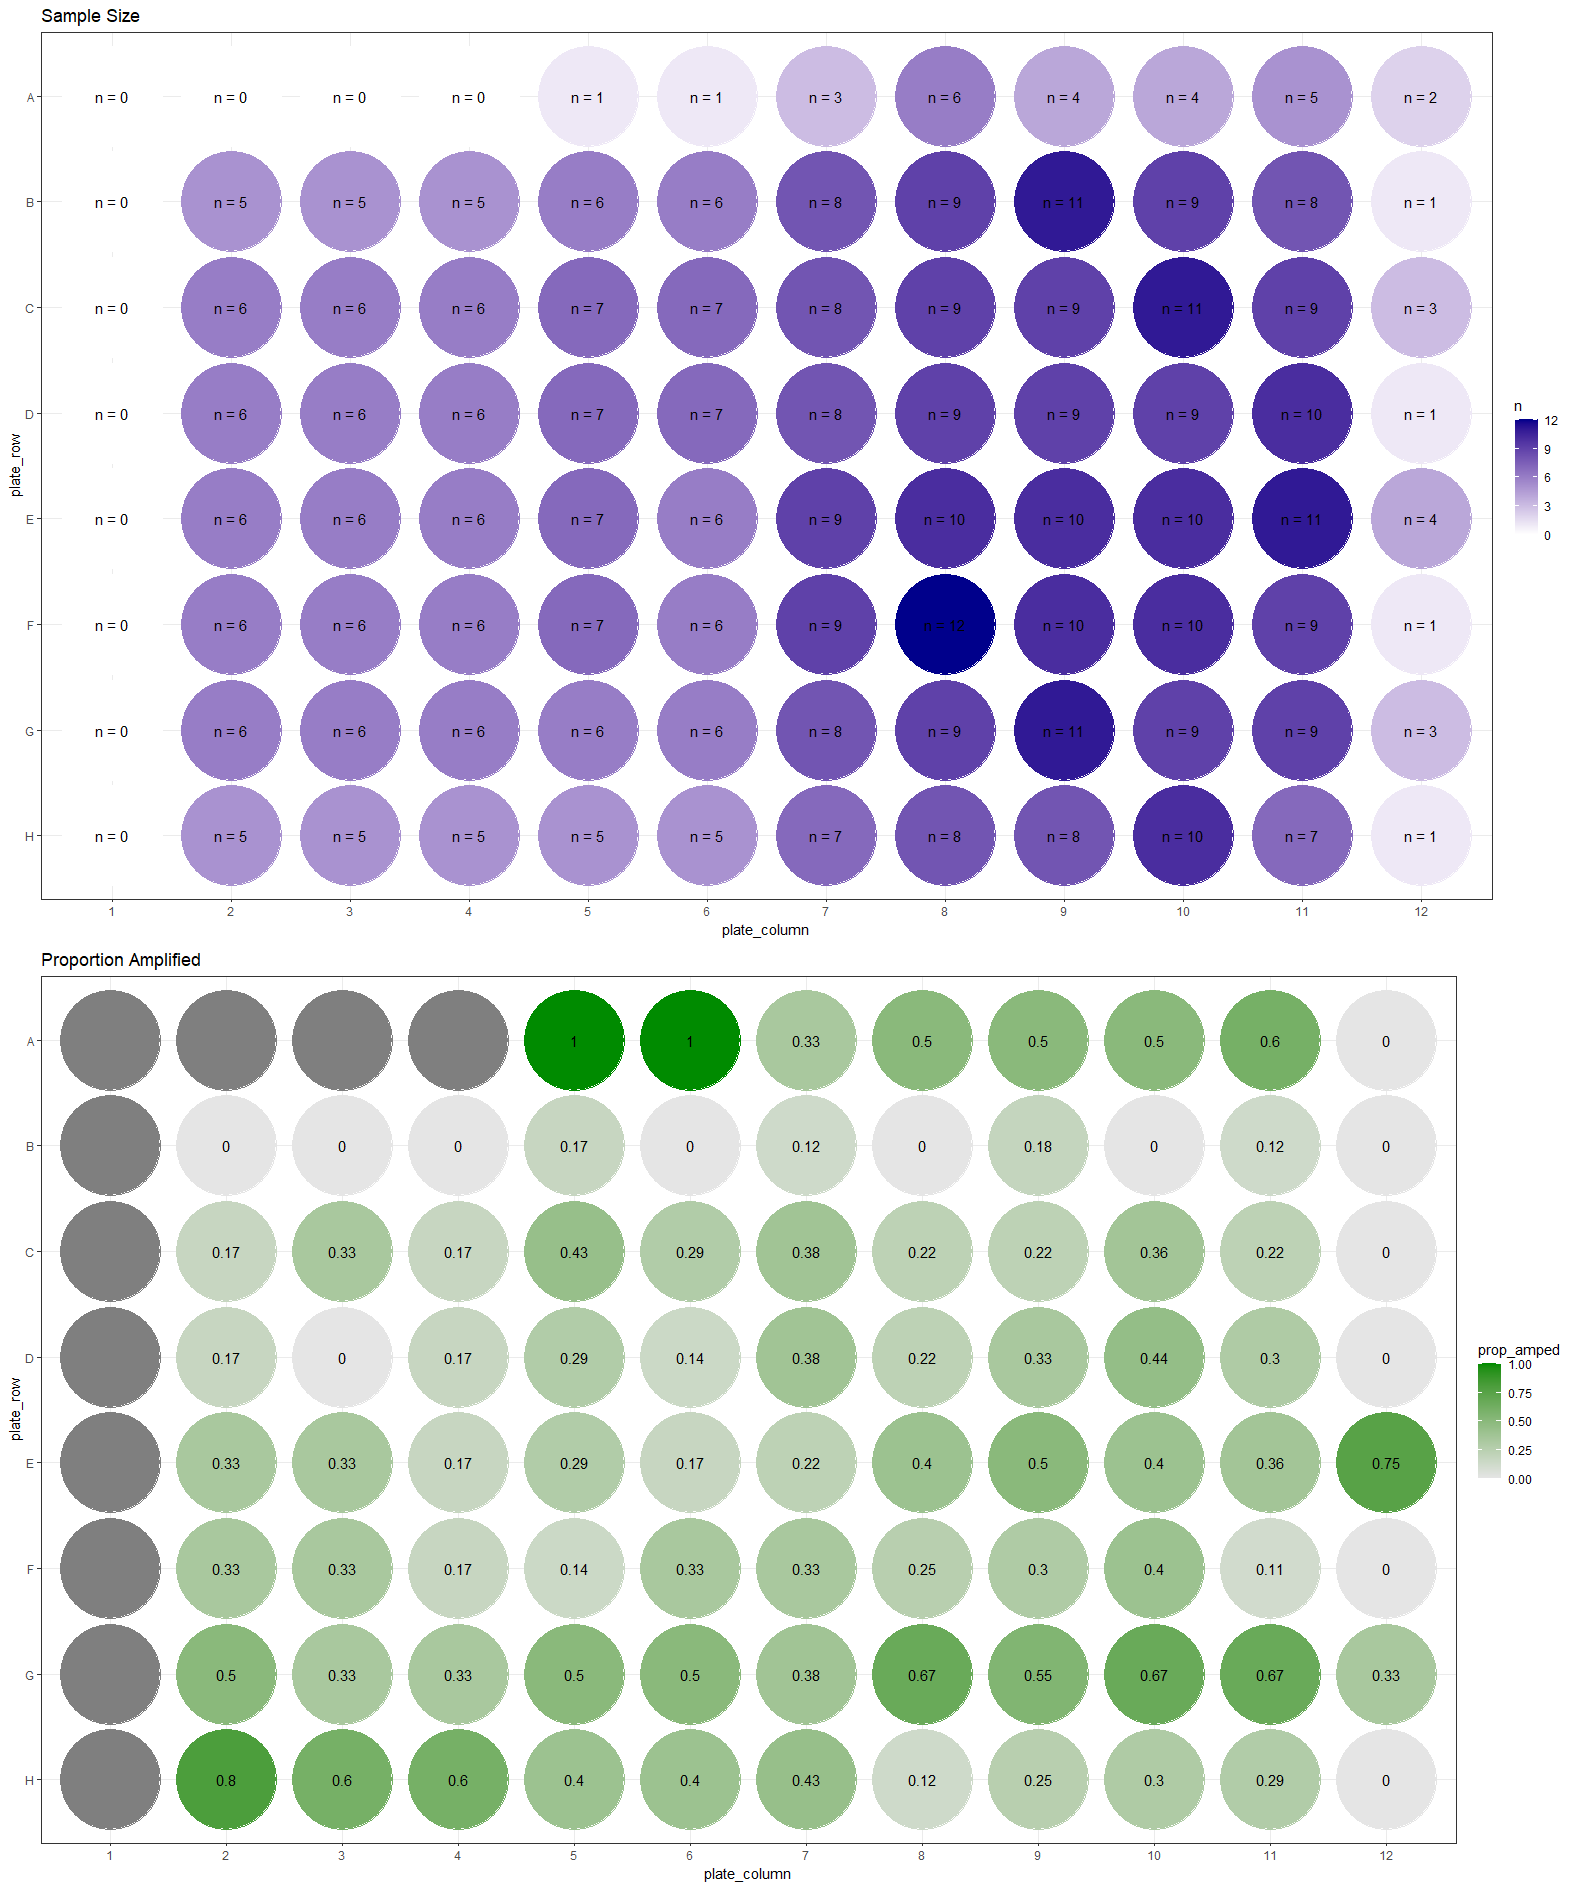 Sample Size
A n = 0 n = 0 n = 0 n = 0 n = 1 n = 1 n = 3 n = 6 n = 4 n = 4 n = 5 n = 2
B n = 0 n = 5 n = 5 n = 5 n = 6 n = 6 n = 8 n = 9 n = 11 n = 9 n = 8 n = 1
C n = 0 n = 6 n = 6 n = 6 n = 7 n = 7 n = 8 n = 9 n = 9 n = 11 n = 9 n = 3
D n = 0 n = 6 n = 6 n = 6 n = 7 n = 7 n = 8 n = 9 n = 9 n = 9 n = 10 n = 1
E n = 0 n = 6 n = 6 n = 6 n = 7 n = 6 n = 9 n = 10 n = 10 n = 10 n = 11 n = 4
F n = 0 n = 6 n = 6 n = 6 n = 7 n = 6 n = 9 n = 12 n = 10 n = 10 n = 9 n = 1
G n = 0 n = 6 n = 6 n = 6 n = 6 n = 6 n = 8 n = 9 n = 11 n = 9 n = 9 n = 3
H n = 0 n = 5 n = 5 n = 5 n = 5 n = 5 n = 7 n = 8 n = 8 n = 10 n = 7 n = 1
1 2 3 4 5 6 7 8 9 10 11 12
plate_column
plate_row
n
12
9
6
3
0
Proportion Amplified
A 1 1 0.33 0.5 0.5 0.5 0.6 0
B 0 0 0 0.17 0 0.12 0 0.18 0 0.12 0
C 0.17 0.33 0.17 0.43 0.29 0.38 0.22 0.22 0.36 0.22 0
D 0.17 0 0.17 0.29 0.14 0.38 0.22 0.33 0.44 0.3 0
E 0.33 0.33 0.17 0.29 0.17 0.22 0.4 0.5 0.4 0.36 0.75
F 0.33 0.33 0.17 0.14 0.33 0.33 0.25 0.3 0.4 0.11 0
G 0.5 0.33 0.33 0.5 0.5 0.38 0.67 0.55 0.67 0.67 0.33
H 0.8 0.6 0.6 0.4 0.4 0.43 0.12 0.25 0.3 0.29 0
1 2 3 4 5 6 7 8 9 10 11 12
plate_column
plate_row
prop_amped
1.00
0.75
0.50
0.25
0.00